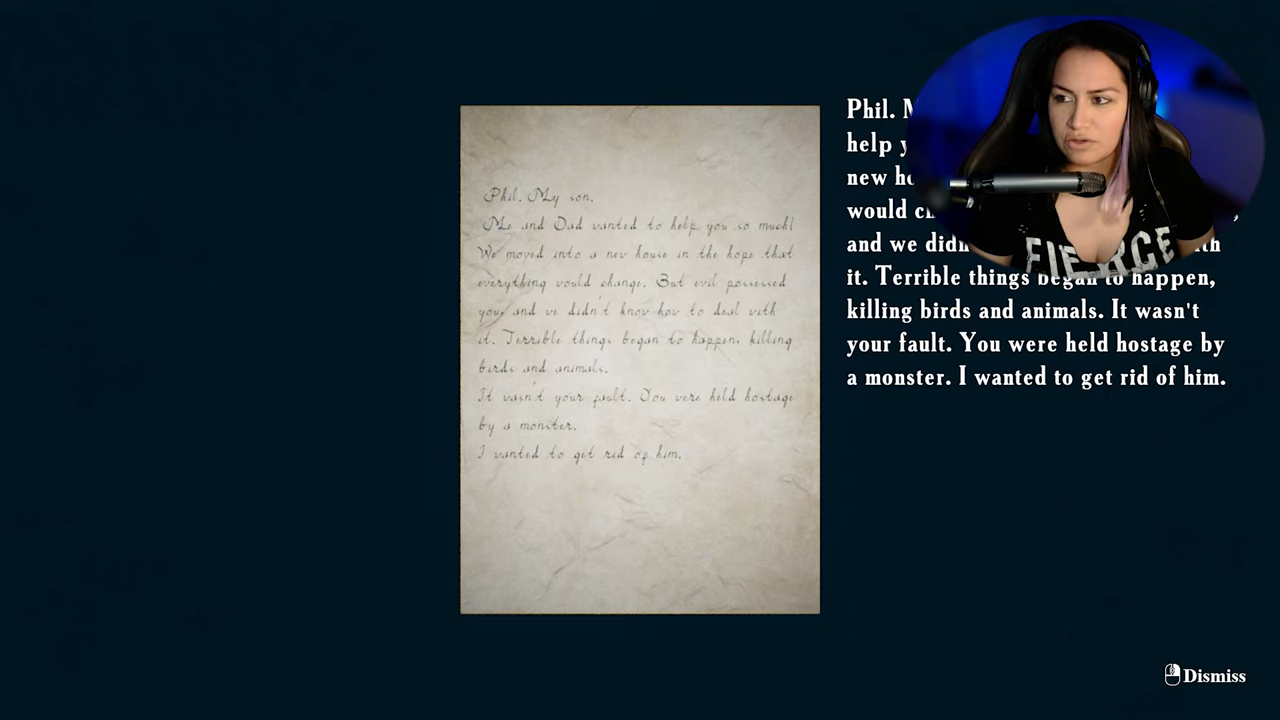 Phil. My son.
Me and Dad wanted to help you so much!
We moved into a new house in the hope that
everything would change. But evil possessed
you, and we didn't know how to deal with
it. Terrible things began to happen, killing
birds and animals.
It wasn't your fault. You were held hostage
by a monster.
I wanted to get rid of him.
Phil.
help
new
would
and we didn
it. Terrible things began to happen,
killing birds and animals. It wasn't
your fault. You were held hostage by
a monster. I wanted to get rid of him.
FIERCE
Dismiss